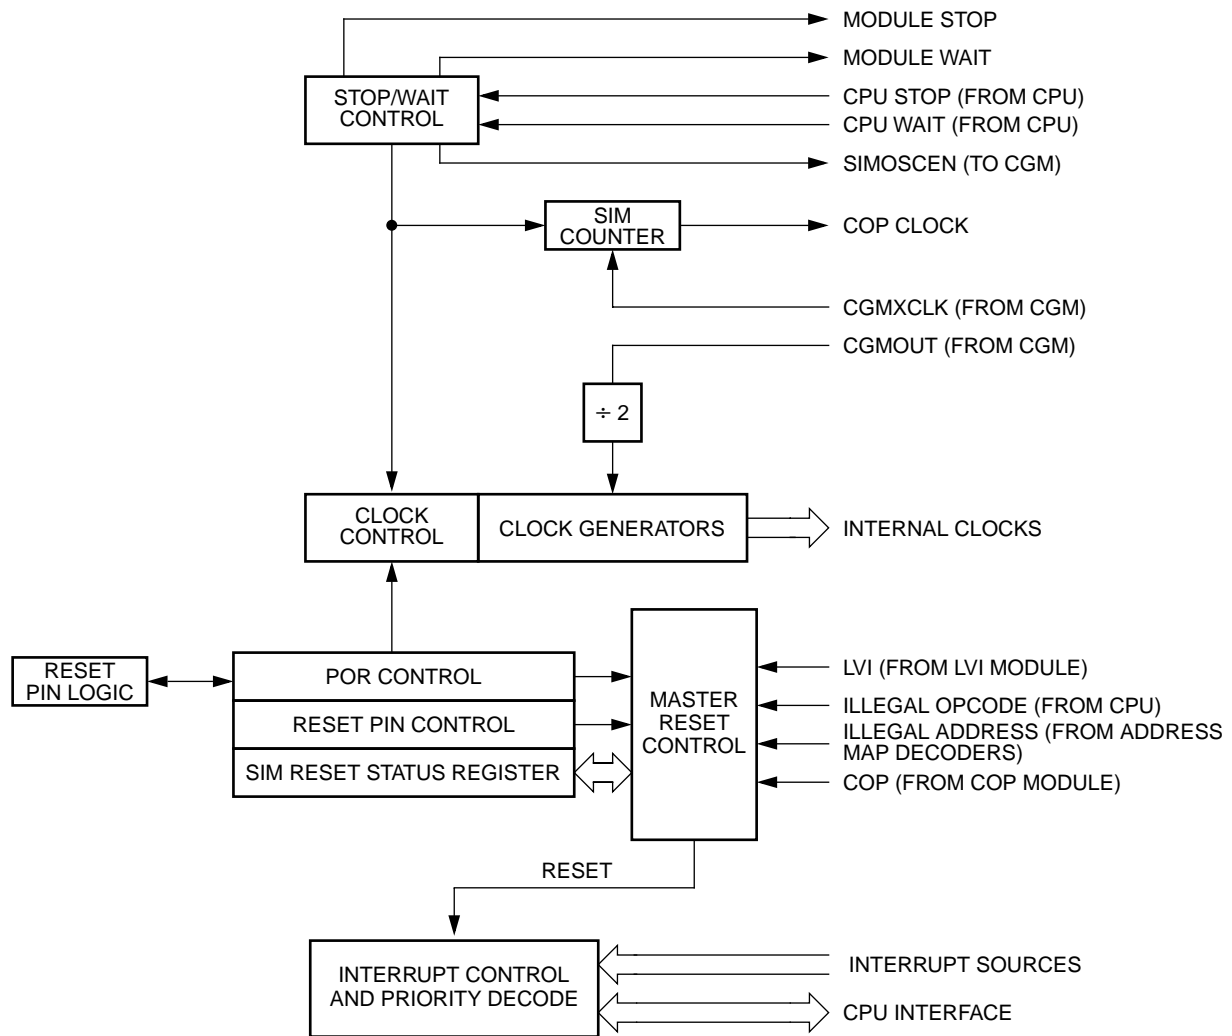 MODULE STOP
MODULE WAIT
STOP/WAIT
CONTROL
CPU STOP (FROM CPU)
CPU WAIT (FROM CPU)
SIMOSCEN (TO CGM)
SIM
COUNTER
COP CLOCK
CGMXCLK (FROM CGM)
CGMOUT (FROM CGM)
÷ 2
CLOCK
CONTROL
CLOCK GENERATORS
INTERNAL CLOCKS
RESET
PIN LOGIC
POR CONTROL
RESET PIN CONTROL
SIM RESET STATUS REGISTER
MASTER
RESET
CONTROL
LVI (FROM LVI MODULE)
ILLEGAL OPCODE (FROM CPU)
ILLEGAL ADDRESS (FROM ADDRESS
MAP DECODERS)
COP (FROM COP MODULE)
RESET
INTERRUPT CONTROL
AND PRIORITY DECODE
INTERRUPT SOURCES
CPU INTERFACE